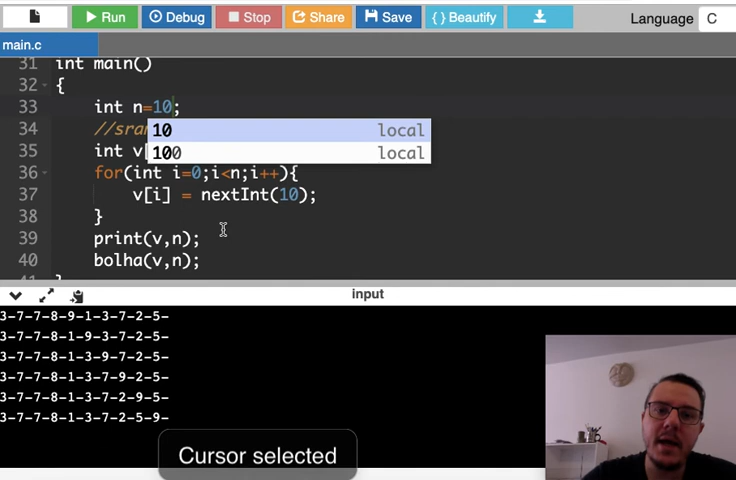 Run Debug Stop Share Save { } Beautify Language C
main.c
31 int main()
32 {
33 int n=10;
34 //sra
10 local
100 local
35 int v[
36 for(int i=0;i<n;i++){
37 v[i] = nextInt(10);
38 }
39 print(v,n);
40 bolha(v,n);
input
3-7-7-8-9-1-3-7-2-5-
3-7-7-8-1-9-3-7-2-5-
3-7-7-8-1-3-9-7-2-5-
3-7-7-8-1-3-7-9-2-5-
3-7-7-8-1-3-7-2-9-5-
3-7-7-8-1-3-7-2-5-9-
Cursor selected